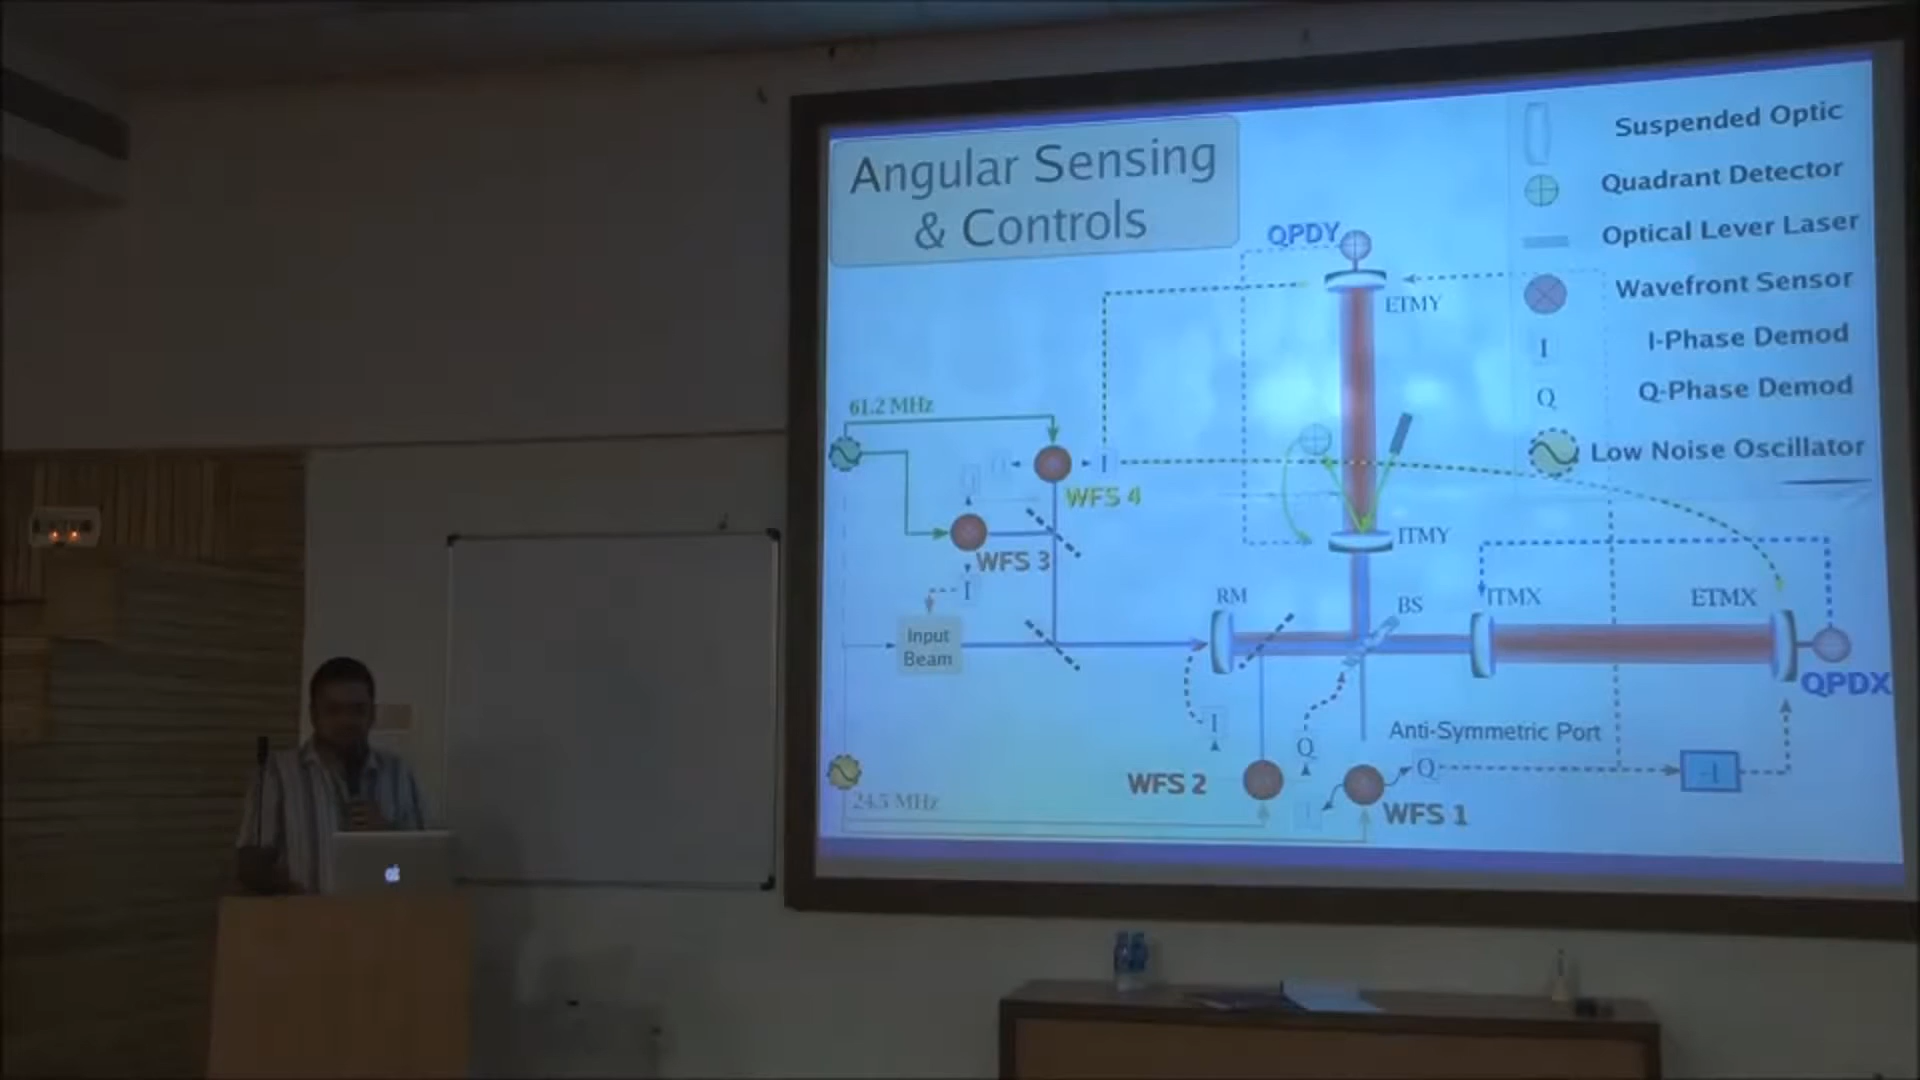 Angular Sensing
& Controls
Suspended Optic
Quadrant Detector
Optical Lever Laser
Wavefront Sensor
I
I-Phase Demod
Q
Q-Phase Demod
Low Noise Oscillator
QPDY
ETMY
61.2 MHz
I
WFS 4
WFS 3
I
ITMY
RM
BS
ITMX
ETMX
Input
Beam
QPDX
I
Q
Anti-Symmetric Port
Q
-1
WFS 2
WFS 1
24.5 MHz